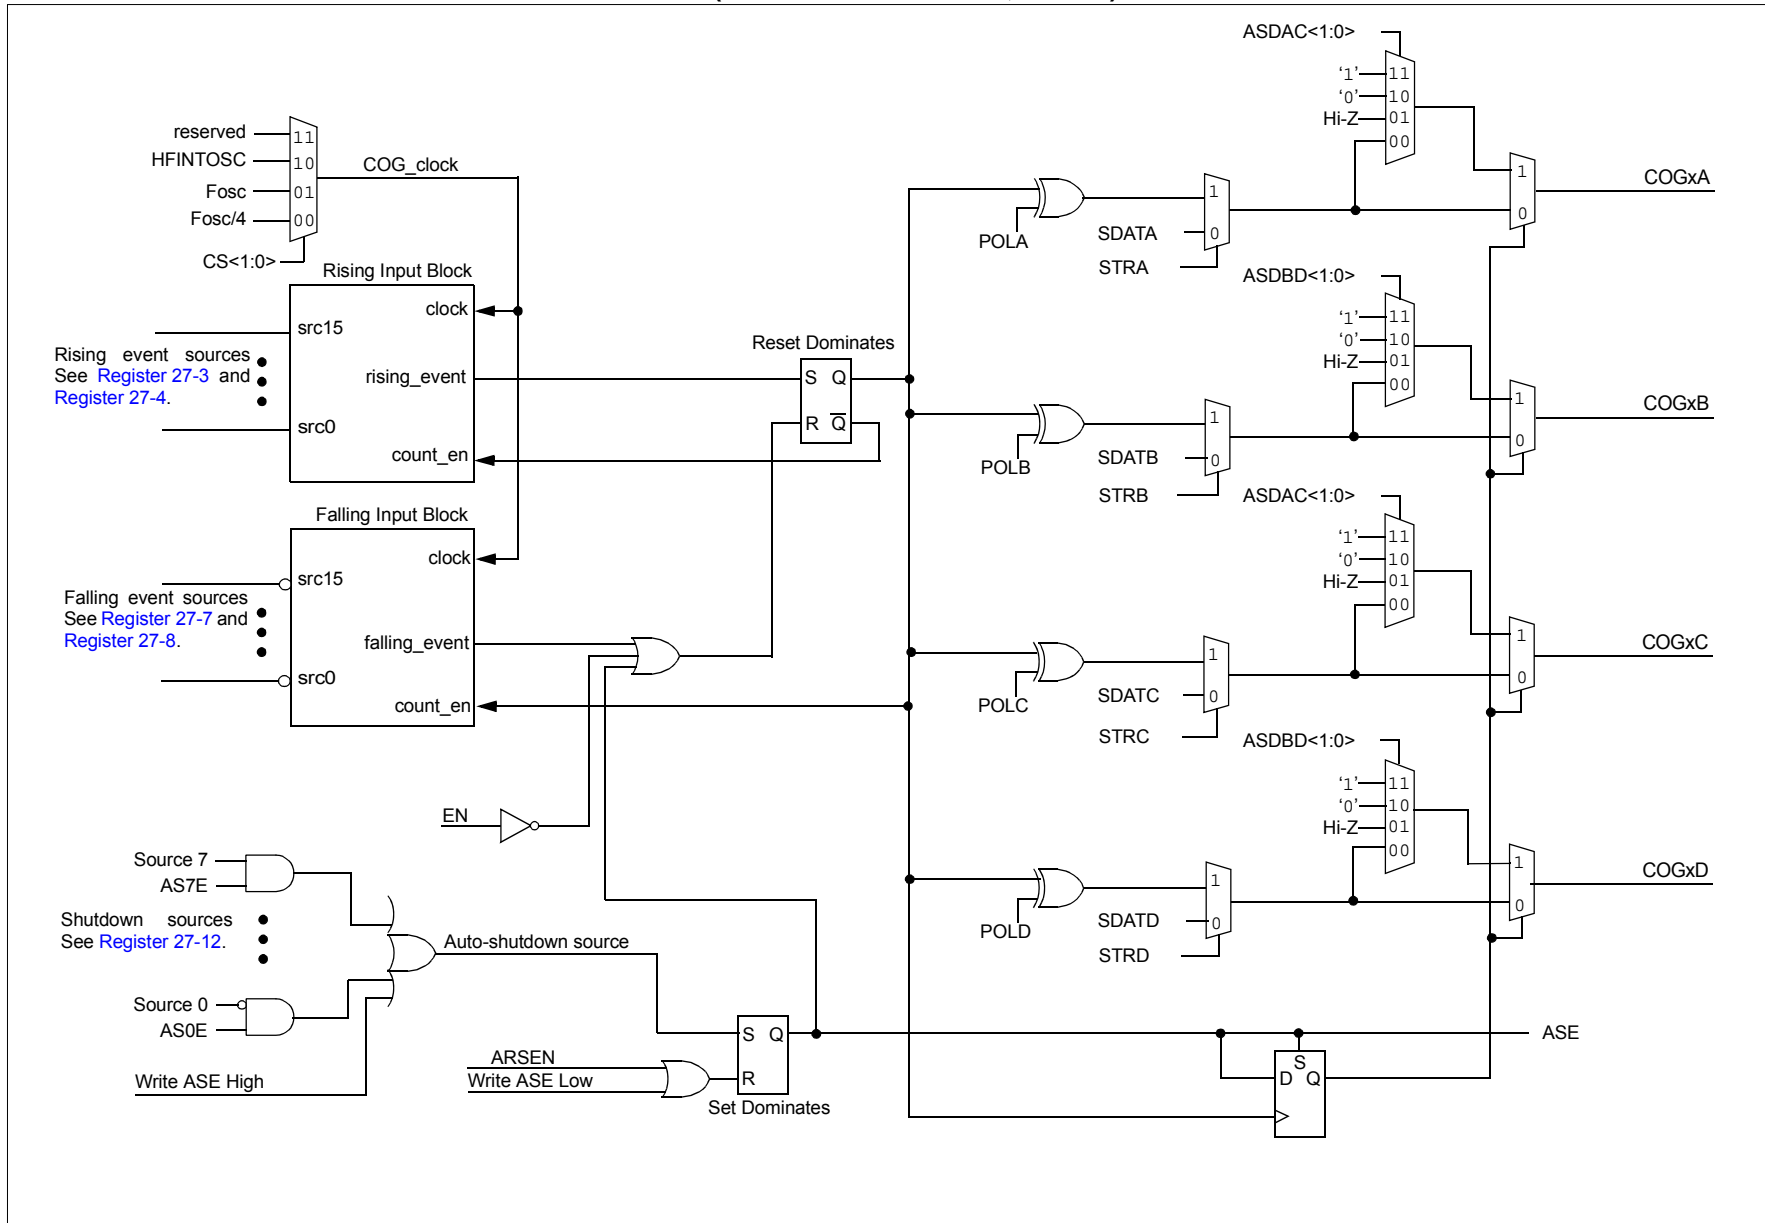 ASDAC<1:0>
'1' 11
'0' 10
Hi-Z 01
00
reserved 11
HFINTOSC 10
Fosc 01
Fosc/4 00
COG_clock
CS<1:0>
1
0
COGxA
POLA
SDATA
STRA
1
0
Rising Input Block
clock
src15
Rising event sources
See Register 27-3 and
Register 27-4.
rising_event
src0
count_en
Reset Dominates
S Q
R Q
ASDBD<1:0>
'1' 11
'0' 10
Hi-Z 01
00
1
0
COGxB
POLB
SDATB
STRB
1
0
Falling Input Block
clock
src15
Falling event sources
See Register 27-7 and
Register 27-8.
falling_event
src0
count_en
ASDAC<1:0>
'1' 11
'0' 10
Hi-Z 01
00
1
0
COGxC
POLC
SDATC
STRC
1
0
EN
ASDBD<1:0>
'1' 11
'0' 10
Hi-Z 01
00
1
0
COGxD
POLD
SDATD
STRD
1
0
Source 7
AS7E
Shutdown sources
See Register 27-12.
Auto-shutdown source
Source 0
AS0E
Write ASE High
ARSEN
Write ASE Low
S Q
R
Set Dominates
ASE
S
D Q